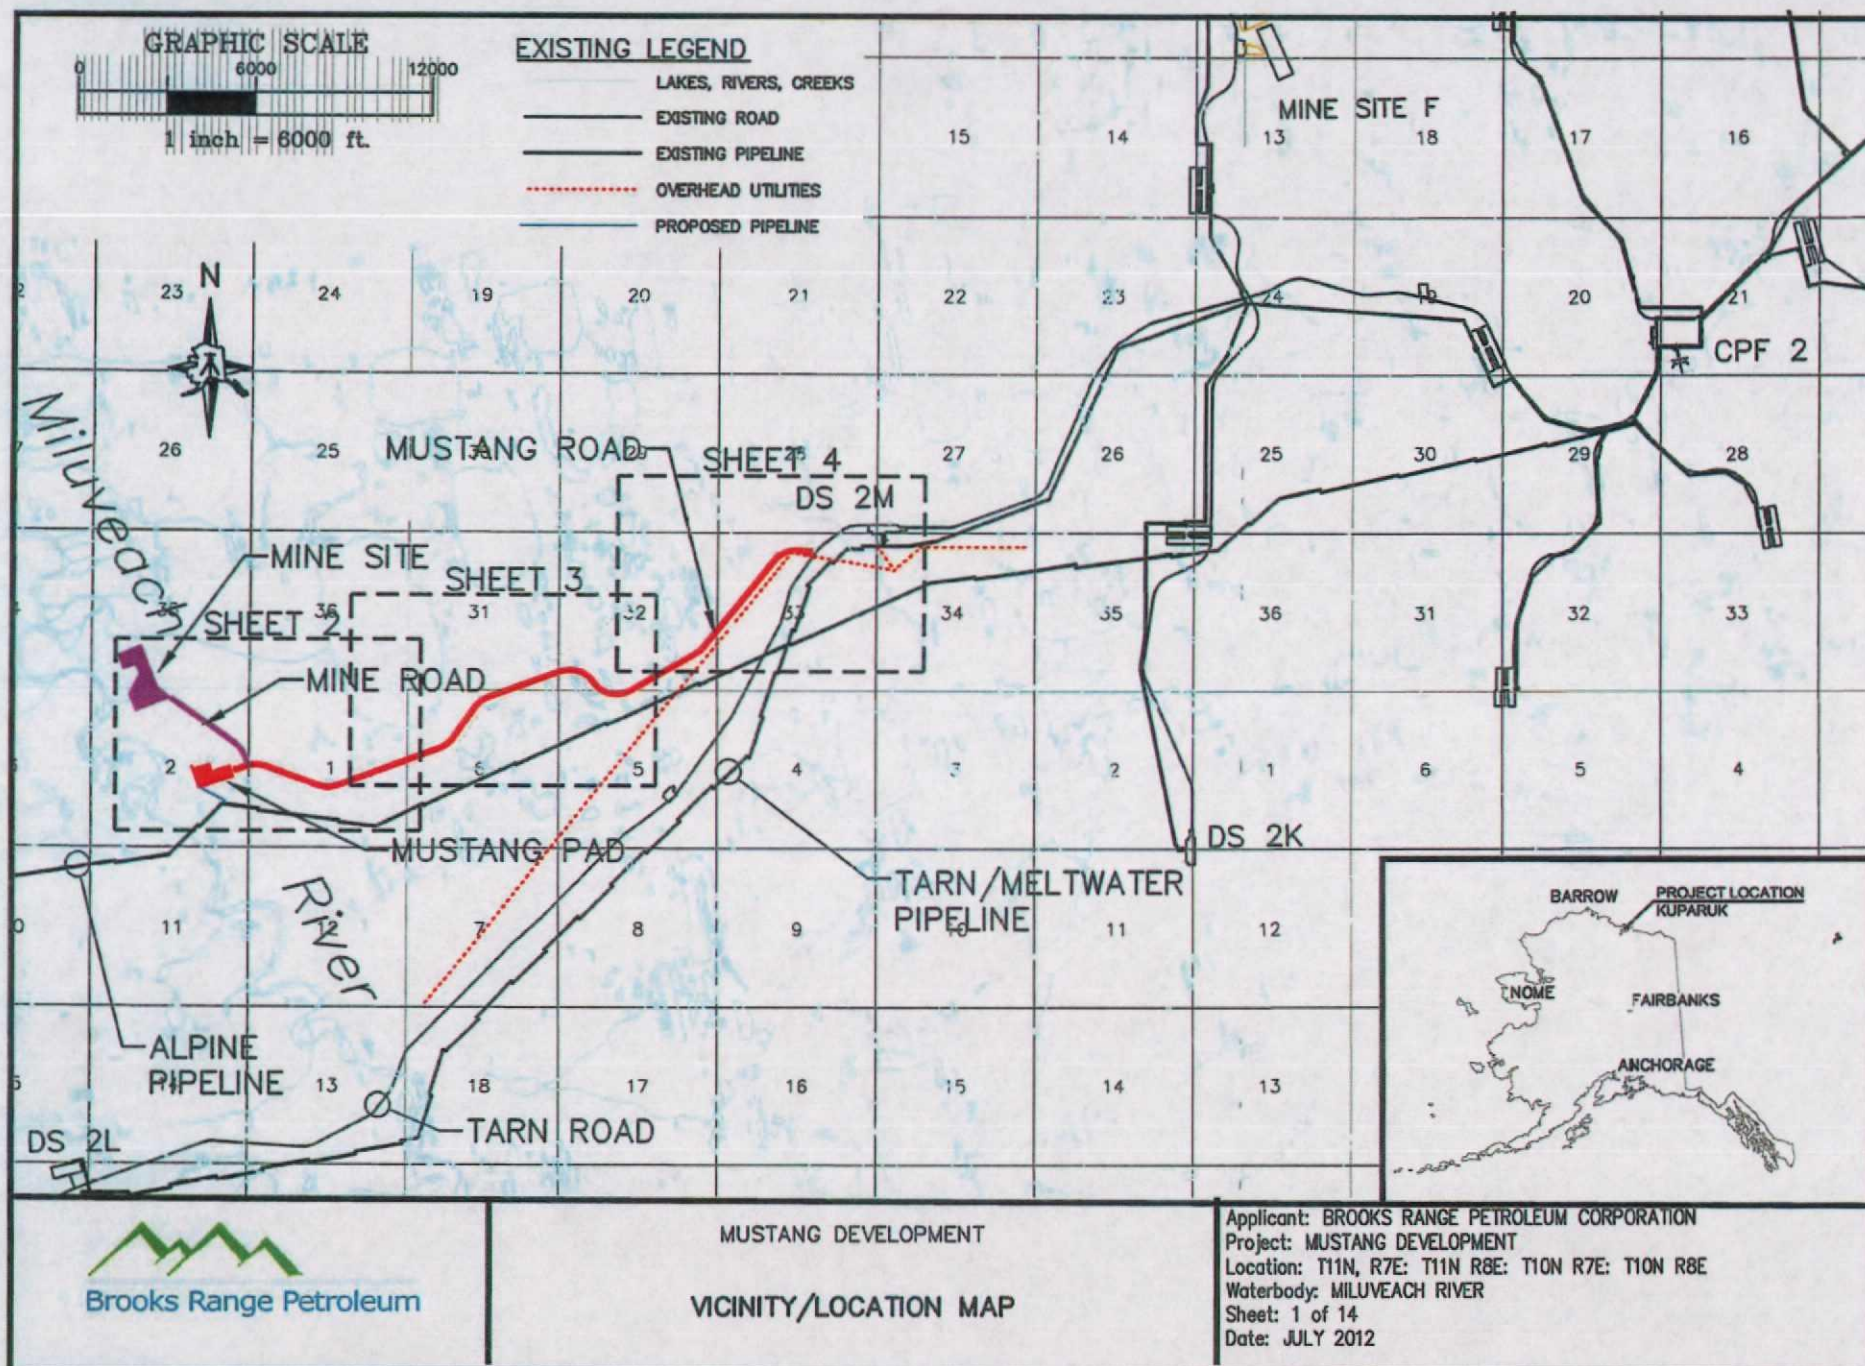 GRAPHIC SCALE
0 6000 12000
1 inch = 6000 ft.
EXISTING LEGEND
LAKES, RIVERS, CREEKS
EXISTING ROAD
EXISTING PIPELINE
OVERHEAD UTILITIES
PROPOSED PIPELINE
MINE SITE F
15 14 13 18 17 16
N
23 24 19 20 21 22 23 24 19 20 21
CPF 2
26 25 29 28 27 26 25 30 29 28
MUSTANG ROAD
SHEET 4
DS 2M
Miluveach
River
MINE SITE
SHEET 3
35 36 31 32 33 34 35 36 31 32 33
SHEET 2
MINE ROAD
2 1 6 5 4 3 2 1 6 5 4
MUSTANG PAD
DS 2K
TARN/MELTWATER
PIPELINE
11 12 7 8 9 10 11 12
ALPINE
PIPELINE
14 13 18 17 16 15 14 13
TARN ROAD
DS 2L
BARROW
PROJECT LOCATION
KUPARUK
NOME
FAIRBANKS
ANCHORAGE
Brooks Range Petroleum
MUSTANG DEVELOPMENT
VICINITY/LOCATION MAP
Applicant: BROOKS RANGE PETROLEUM CORPORATION
Project: MUSTANG DEVELOPMENT
Location: T11N, R7E: T11N R8E: T10N R7E: T10N R8E
Waterbody: MILUVEACH RIVER
Sheet: 1 of 14
Date: JULY 2012